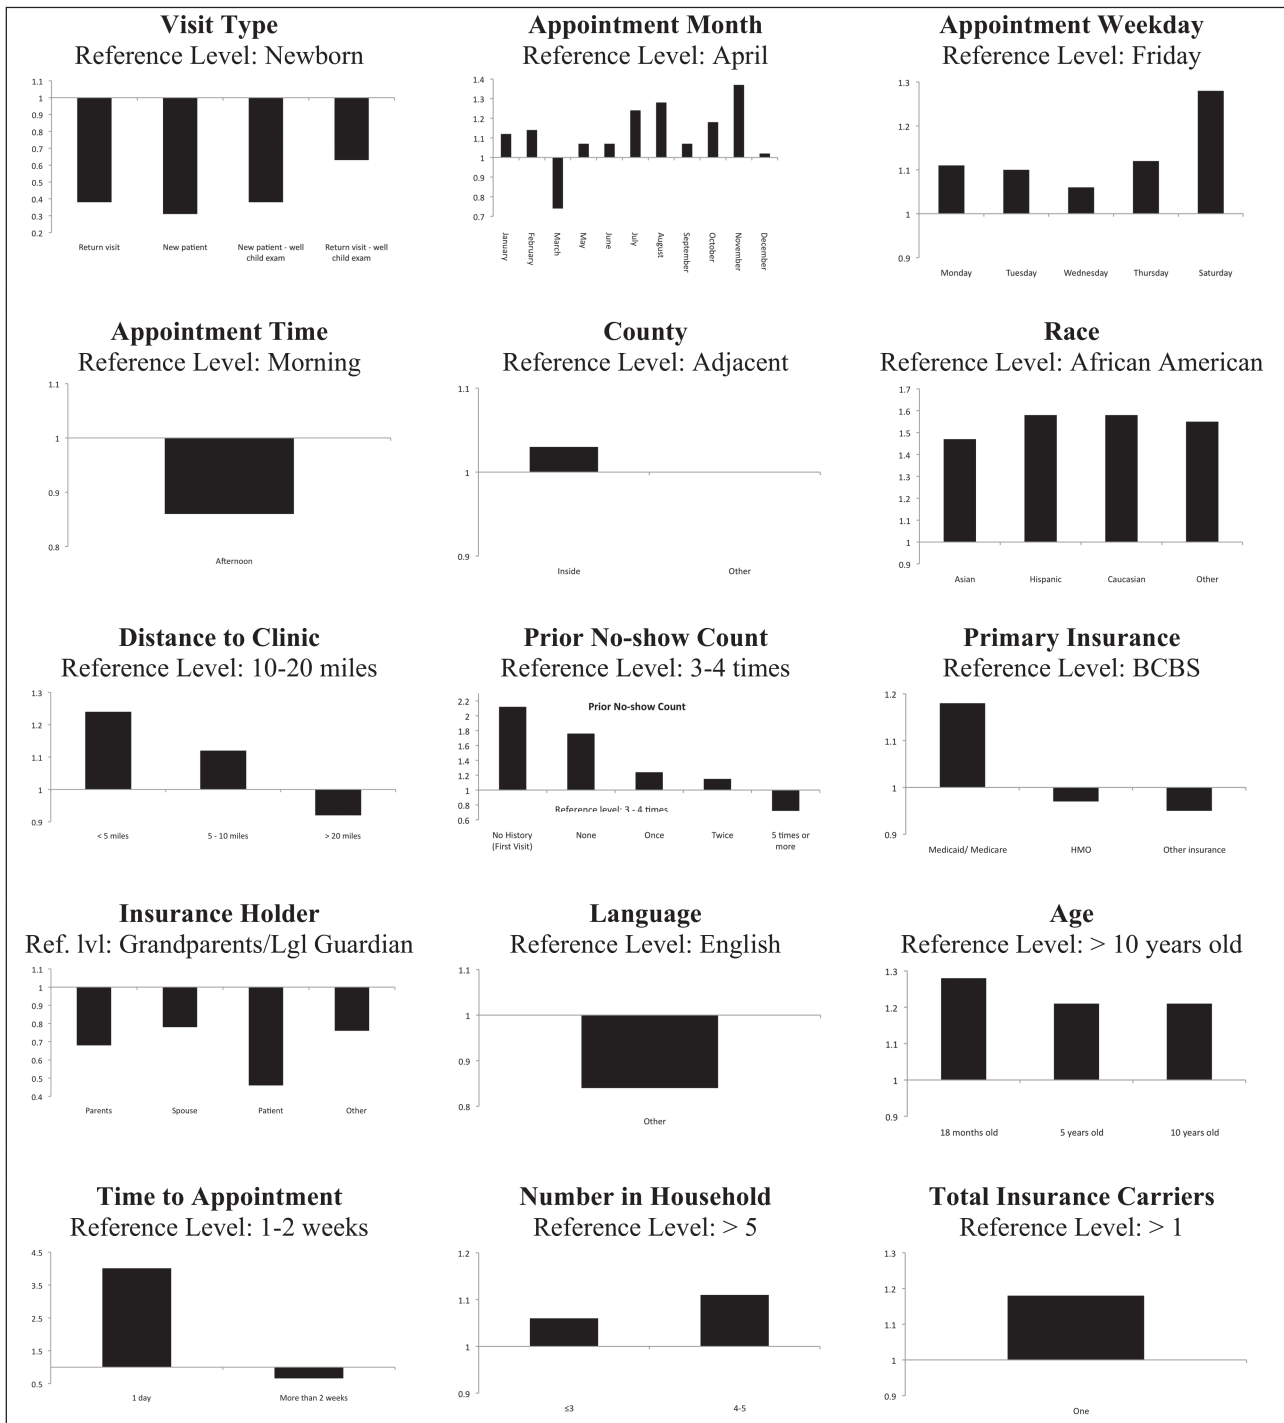 Visit Type
Reference Level: Newborn
1.1
1
0.9
0.8
0.7
0.6
0.5
0.4
0.3
0.2
Return visit
New patient
New patient - well
child exam
Return visit - well
child exam
Appointment Month
Reference Level: April
1.4
1.3
1.2
1.1
1
0.9
0.8
0.7
January
February
March
May
June
July
August
September
October
November
December
Appointment Weekday
Reference Level: Friday
1.3
1.2
1.1
1
0.9
Monday
Tuesday
Wednesday
Thursday
Saturday
Appointment Time
Reference Level: Morning
1.1
1
0.9
0.8
Afternoon
County
Reference Level: Adjacent
1.1
1
0.9
Inside
Other
Race
Reference Level: African American
1.7
1.6
1.5
1.4
1.3
1.2
1.1
1
0.9
Asian
Hispanic
Caucasian
Other
Distance to Clinic
Reference Level: 10-20 miles
1.3
1.2
1.1
1
0.9
< 5 miles
5 - 10 miles
> 20 miles
Prior No-show Count
Reference Level: 3-4 times
Prior No-show Count
2.2
2
1.8
1.6
1.4
1.2
1
0.8
0.6
Reference level: 3 - 4 times
No History
(First Visit)
None
Once
Twice
5 times or
more
Primary Insurance
Reference Level: BCBS
1.2
1.1
1
0.9
Medicaid/ Medicare
HMO
Other insurance
Insurance Holder
Ref. lvl: Grandparents/Lgl Guardian
1.1
1
0.9
0.8
0.7
0.6
0.5
0.4
Parents
Spouse
Patient
Other
Language
Reference Level: English
1.1
1
0.9
0.8
Other
Age
Reference Level: > 10 years old
1.3
1.2
1.1
1
0.9
18 months old
5 years old
10 years old
Time to Appointment
Reference Level: 1-2 weeks
4.5
3.5
2.5
1.5
0.5
1 day
More than 2 weeks
Number in Household
Reference Level: > 5
1.2
1.1
1
0.9
≤3
4-5
Total Insurance Carriers
Reference Level: > 1
1.3
1.2
1.1
1
0.9
One